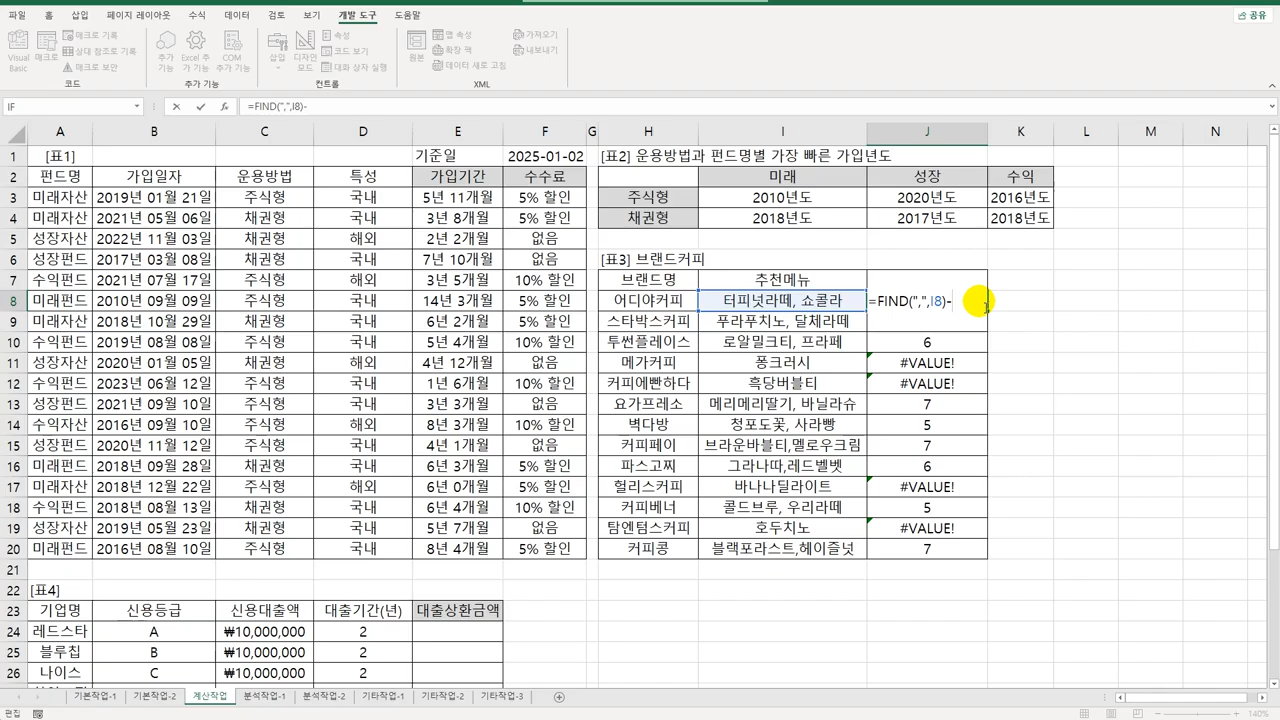 파일 홈 삽입 페이지 레이아웃 수식 데이터 검토 보기 개발 도구 도움말 공유
Visual Basic 매크로 매크로 기록 상대 참조로 기록 매크로 보안 추가 기능 Excel 추가 기능 COM 추가 기능 삽입 디자인 모드 속성 코드 보기 대화 상자 실행 원본 맵 속성 확장 팩 데이터 새로 고침 가져오기 내보내기
코드 추가 기능 컨트롤 XML
IF =FIND(",",I8)-
A B C D E F G H I J K L M N
1 [표1] 기준일 2025-01-02 [표2] 운용방법과 펀드명별 가장 빠른 가입년도
2 펀드명 가입일자 운용방법 특성 가입기간 수수료 미래 성장 수익
3 미래자산 2019년 01월 21일 주식형 국내 5년 11개월 5% 할인 주식형 2010년도 2020년도 2016년도
4 미래자산 2021년 05월 06일 채권형 국내 3년 8개월 5% 할인 채권형 2018년도 2017년도 2018년도
5 성장자산 2022년 11월 03일 채권형 해외 2년 2개월 없음
6 성장펀드 2017년 03월 08일 채권형 국내 7년 10개월 없음 [표3] 브랜드커피
7 수익펀드 2021년 07월 17일 채권형 해외 3년 5개월 10% 할인 브랜드명 추천메뉴
8 미래펀드 2010년 09월 09일 주식형 국내 14년 3개월 5% 할인 어디야커피 터피넛라떼, 쇼콜라 =FIND(",",I8)-
9 미래펀드 2018년 10월 29일 채권형 국내 6년 2개월 5% 할인 스타박스커피 푸라푸치노, 달체라떼
10 수익펀드 2019년 08월 08일 주식형 국내 5년 4개월 10% 할인 투썬플레이스 로알밀크티, 프라페 6
11 성장펀드 2020년 01월 05일 채권형 해외 4년 12개월 없음 메가커피 퐁크러시 #VALUE!
12 수익펀드 2023년 06월 12일 주식형 국내 1년 6개월 10% 할인 커피에빤하다 흑당버블티 #VALUE!
13 성장펀드 2021년 09월 10일 주식형 국내 3년 3개월 없음 요가프레소 메리메리딸기, 바닐라슈 7
14 수익자산 2016년 09월 10일 주식형 해외 8년 3개월 10% 할인 벽다방 청포도꽃, 사라빵 5
15 성장펀드 2020년 11월 12일 채권형 국내 4년 1개월 없음 커피페이 브라운바블티,멜로우크림 7
16 미래펀드 2018년 09월 28일 채권형 국내 6년 3개월 5% 할인 파스고찌 그라나따,레드벨벳 6
17 미래자산 2018년 12월 22일 주식형 해외 6년 0개월 5% 할인 헐리스커피 바나나딜라이트 #VALUE!
18 수익펀드 2018년 08월 13일 채권형 국내 6년 4개월 10% 할인 커피베너 콜드브루, 우리라떼 5
19 성장자산 2019년 05월 23일 채권형 국내 5년 7개월 없음 탐엔텀스커피 호두치노 #VALUE!
20 미래펀드 2016년 08월 10일 주식형 국내 8년 4개월 5% 할인 커피콩 블랙포라스트,헤이즐넛 7
21
22 [표4]
23 기업명 신용등급 신용대출액 대출기간(년) 대출상환금액
24 레드스타 A ₩10,000,000 2
25 블루칩 B ₩10,000,000 2
26 나이스 C ₩10,000,000 2
기본작업-1 기본작업-2 계산작업 분석작업-1 분석작업-2 기타작업-1 기타작업-2 기타작업-3
편집 140%